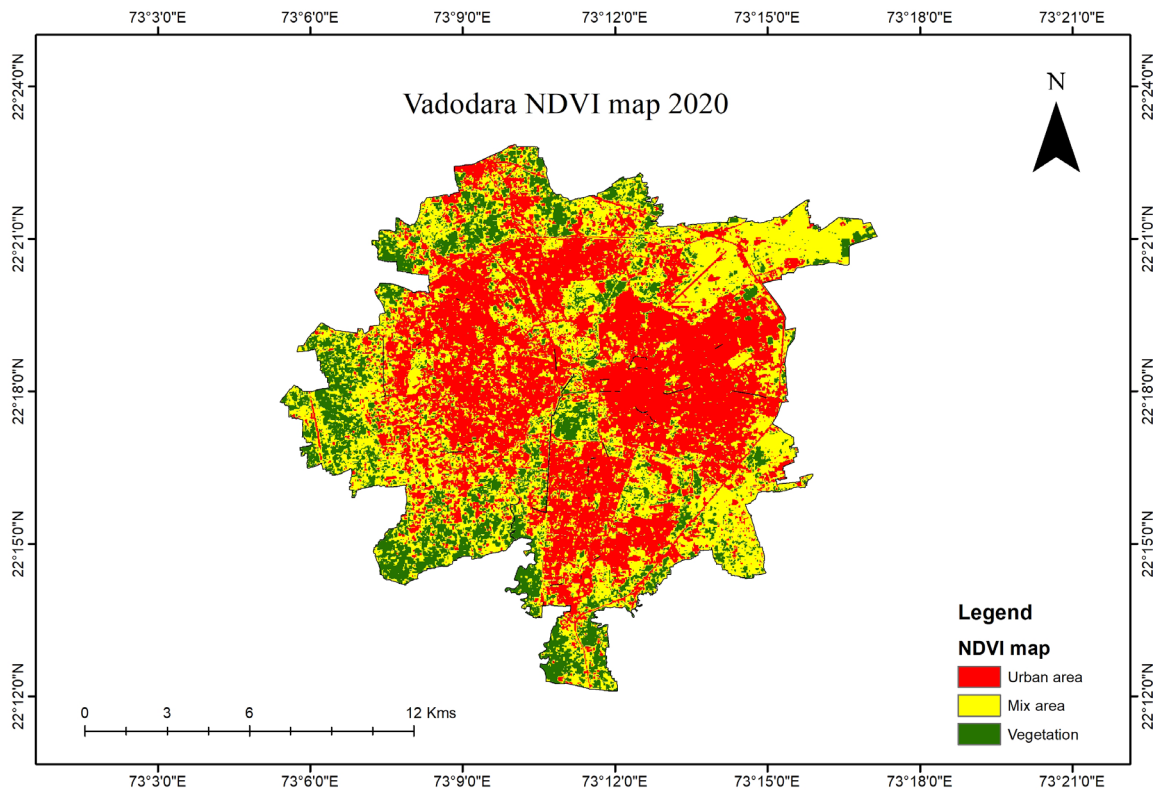 73°3'0"E 73°6'0"E 73°9'0"E 73°12'0"E 73°15'0"E 73°18'0"E 73°21'0"E
Vadodara NDVI map 2020
N
22°24'0"N 22°24'0"N
22°21'0"N 22°21'0"N
22°18'0"N 22°18'0"N
22°15'0"N 22°15'0"N
22°12'0"N 22°12'0"N
Legend
NDVI map
Urban area
Mix area
Vegetation
0 3 6 12 Kms
73°3'0"E 73°6'0"E 73°9'0"E 73°12'0"E 73°15'0"E 73°18'0"E 73°21'0"E